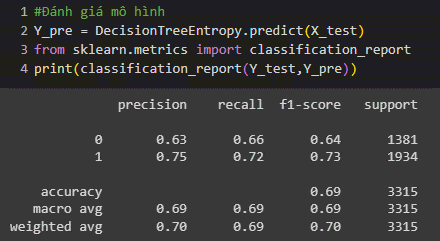 1 #Đánh giá mô hình
2 Y_pre = DecisionTreeEntropy.predict(X_test)
3 from sklearn.metrics import classification_report
4 print(classification_report(Y_test,Y_pre))
precision recall f1-score support
0 0.63 0.66 0.64 1381
1 0.75 0.72 0.73 1934
accuracy 0.69 3315
macro avg 0.69 0.69 0.69 3315
weighted avg 0.70 0.69 0.70 3315